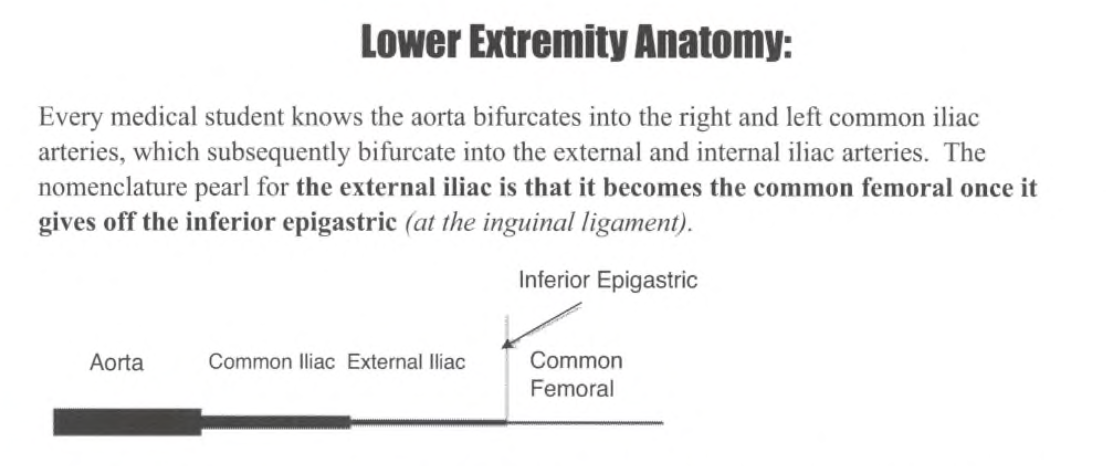 Lower Extremity Anatomy:
Every medical student knows the aorta bifurcates into the right and left common iliac
arteries, which subsequently bifurcate into the external and internal iliac arteries. The
nomenclature pearl for the external iliac is that it becomes the common femoral once it
gives off the inferior epigastric (at the inguinal ligament).
Inferior Epigastric
Aorta
Common Iliac
External Iliac
Common
Femoral